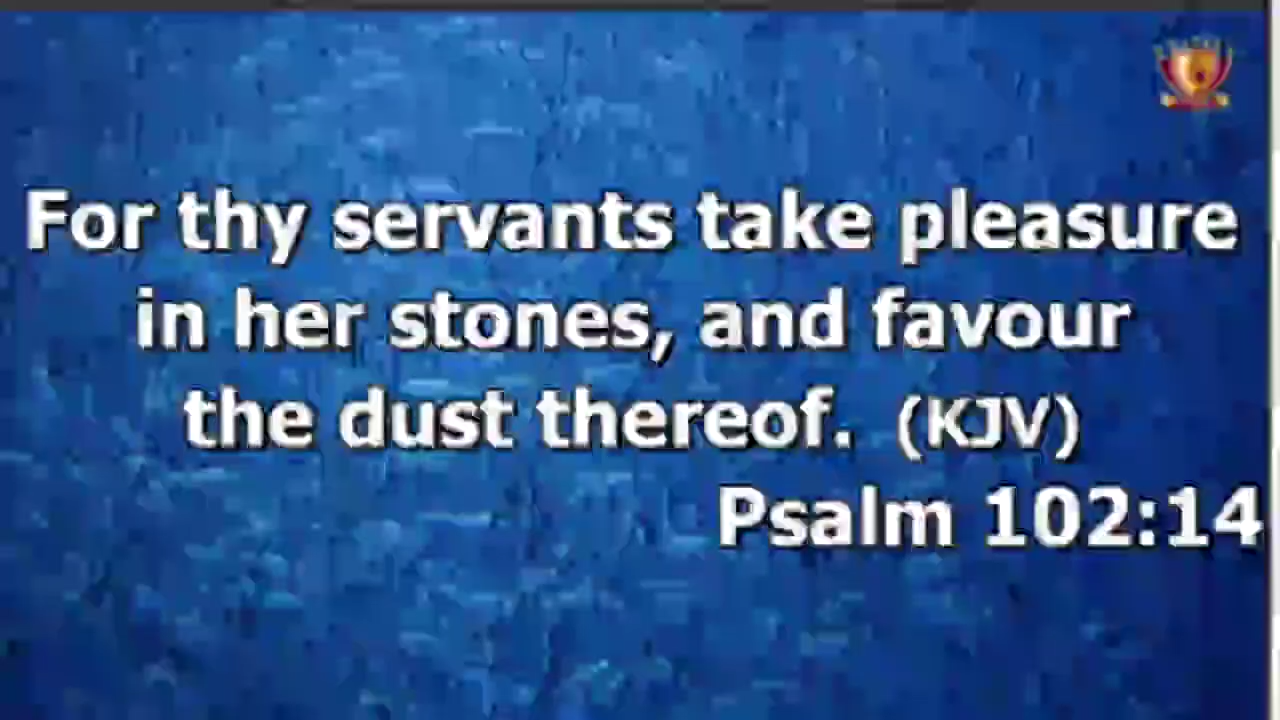 For thy servants take pleasure
in her stones, and favour
the dust thereof. (KJV)
Psalm 102:14